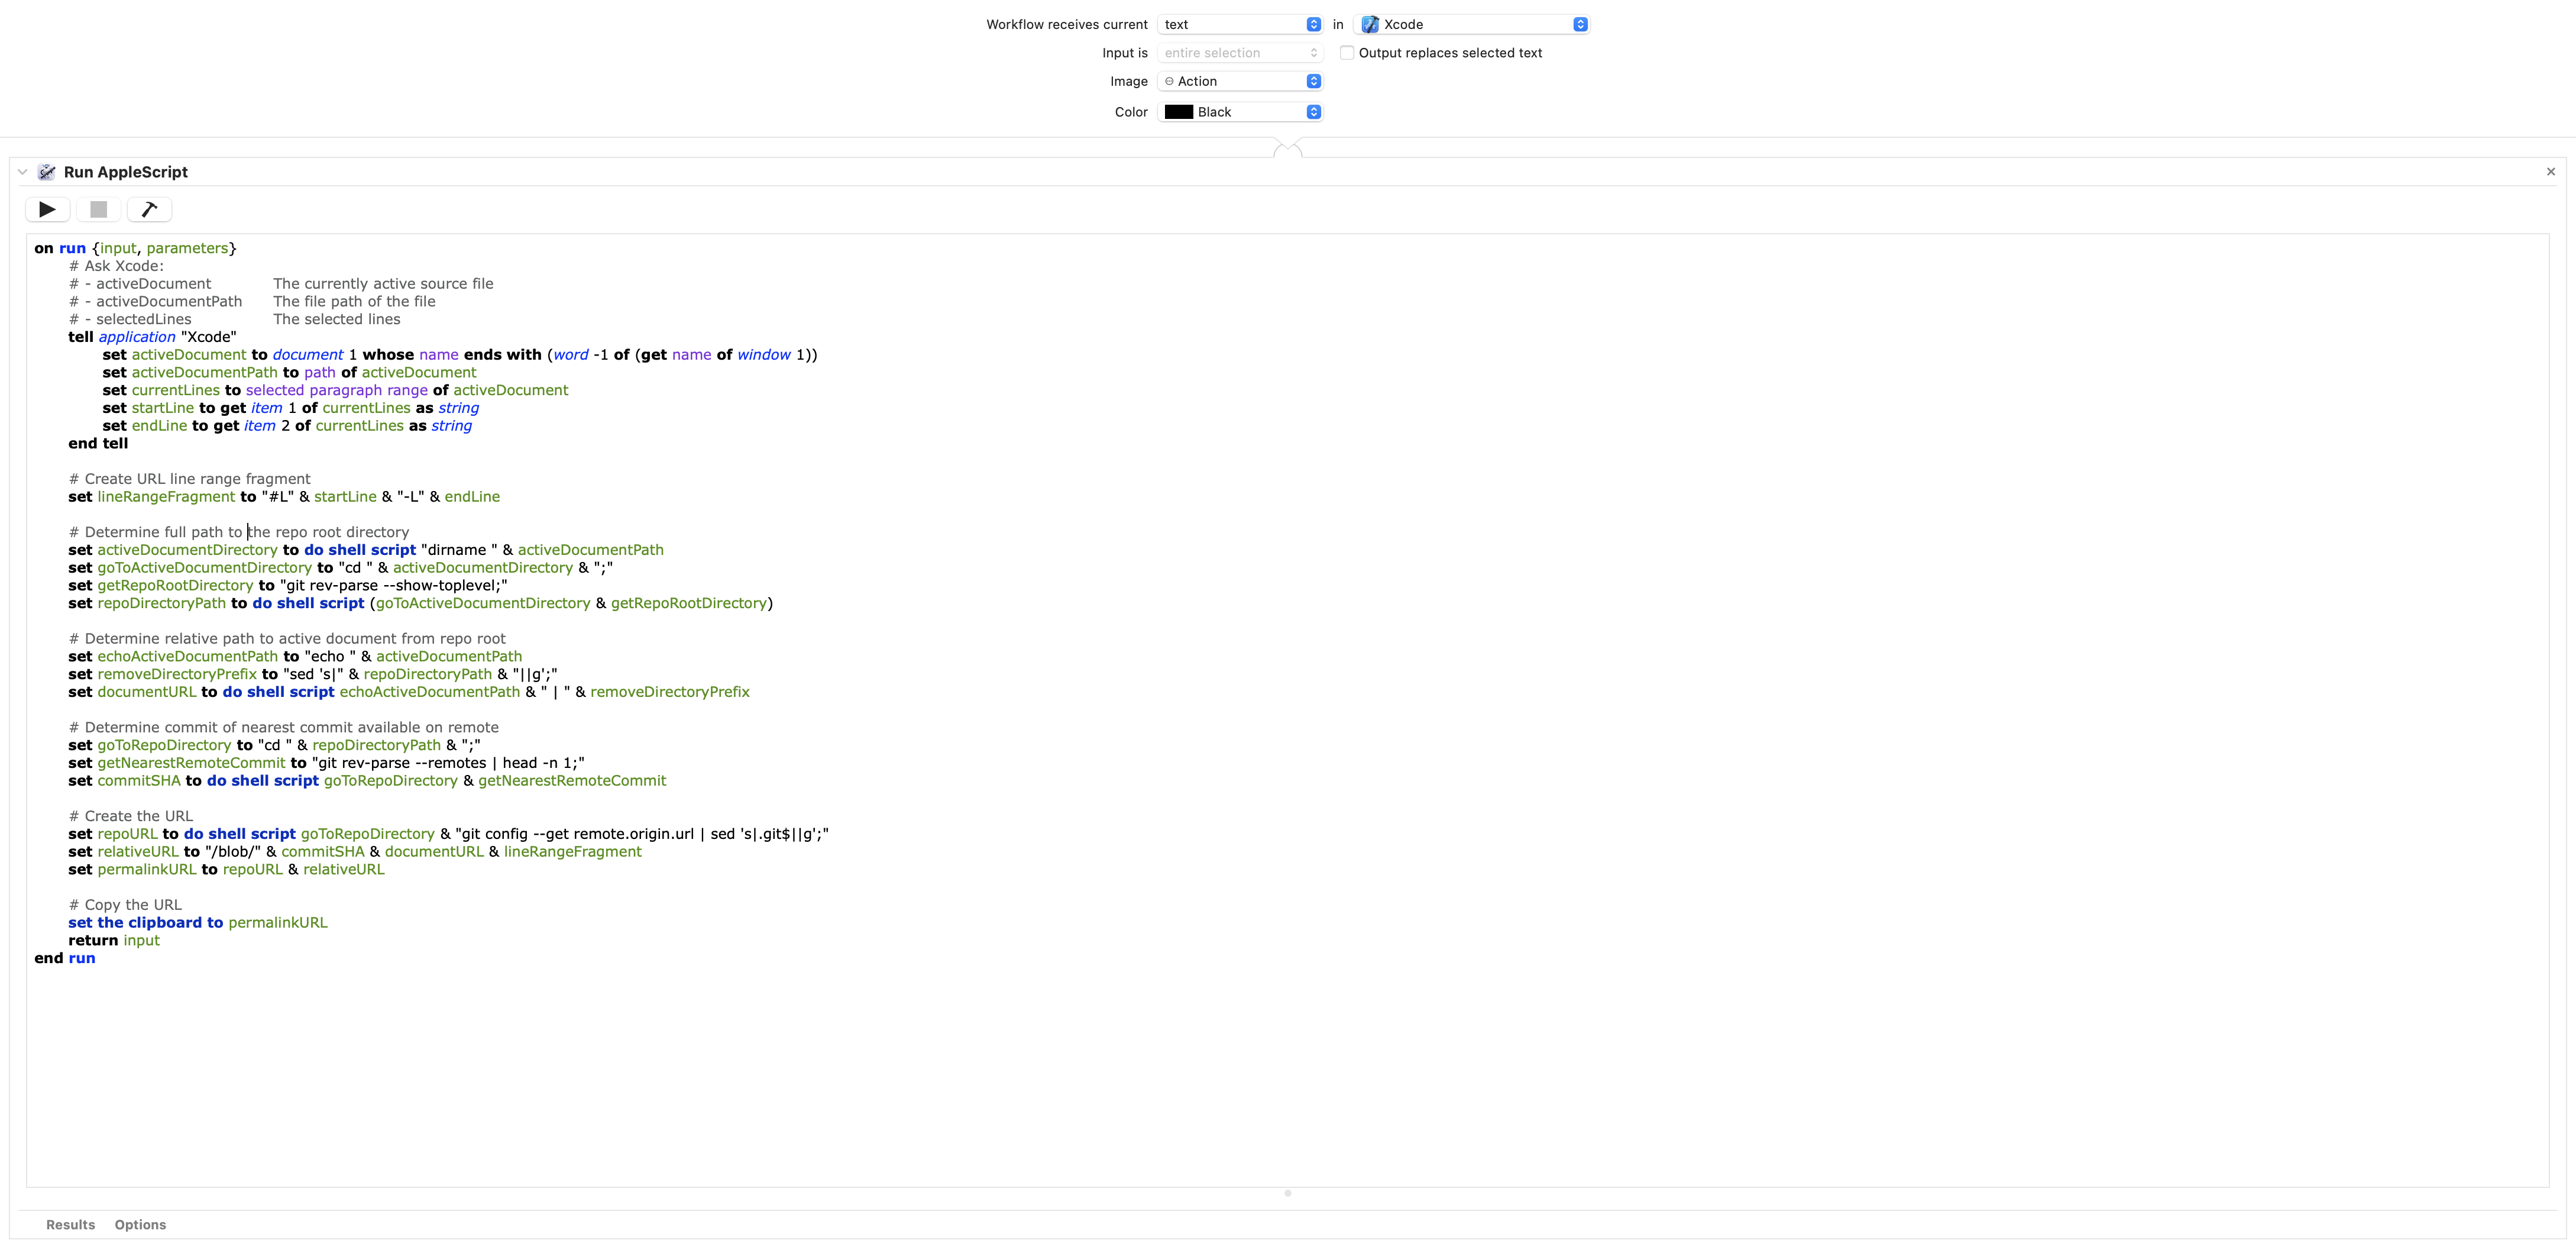 Workflow receives current text in Xcode
Input is entire selection Output replaces selected text
Image Action
Color Black
Run AppleScript
on run {input, parameters}
# Ask Xcode:
# - activeDocument The currently active source file
# - activeDocumentPath The file path of the file
# - selectedLines The selected lines
tell application "Xcode"
set activeDocument to document 1 whose name ends with (word -1 of (get name of window 1))
set activeDocumentPath to path of activeDocument
set currentLines to selected paragraph range of activeDocument
set startLine to get item 1 of currentLines as string
set endLine to get item 2 of currentLines as string
end tell
# Create URL line range fragment
set lineRangeFragment to "#L" & startLine & "-L" & endLine
# Determine full path to the repo root directory
set activeDocumentDirectory to do shell script "dirname " & activeDocumentPath
set goToActiveDocumentDirectory to "cd " & activeDocumentDirectory & ";"
set getRepoRootDirectory to "git rev-parse --show-toplevel;"
set repoDirectoryPath to do shell script (goToActiveDocumentDirectory & getRepoRootDirectory)
# Determine relative path to active document from repo root
set echoActiveDocumentPath to "echo " & activeDocumentPath
set removeDirectoryPrefix to "sed 's|" & repoDirectoryPath & "||g';"
set documentURL to do shell script echoActiveDocumentPath & " | " & removeDirectoryPrefix
# Determine commit of nearest commit available on remote
set goToRepoDirectory to "cd " & repoDirectoryPath & ";"
set getNearestRemoteCommit to "git rev-parse --remotes | head -n 1;"
set commitSHA to do shell script goToRepoDirectory & getNearestRemoteCommit
# Create the URL
set repoURL to do shell script goToRepoDirectory & "git config --get remote.origin.url | sed 's|.git$||g';"
set relativeURL to "/blob/" & commitSHA & documentURL & lineRangeFragment
set permalinkURL to repoURL & relativeURL
# Copy the URL
set the clipboard to permalinkURL
return input
end run
Results Options